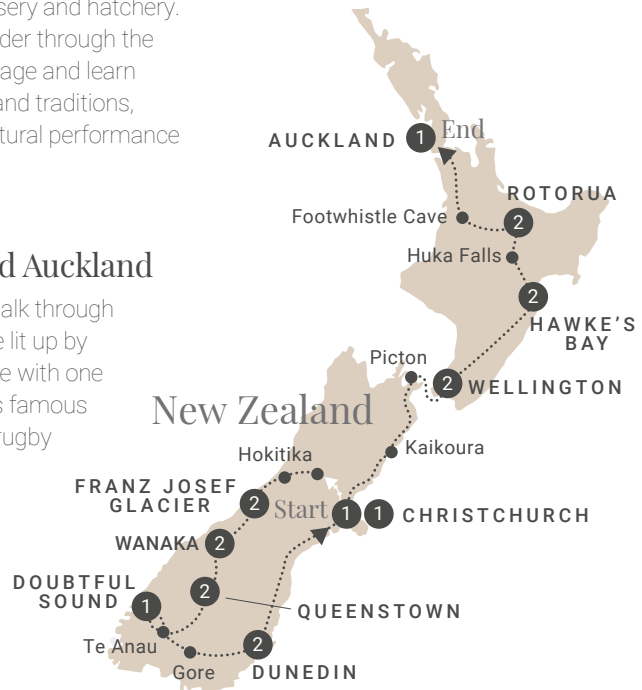 sery and hatchery.
der through the
age and learn
and traditions,
tural performance
d Auckland
alk through
e lit up by
e with one
s famous
rugby
AUCKLAND 1 End
ROTORUA
Footwhistle Cave 2
Huka Falls
2
HAWKE'S
BAY
Picton
2 WELLINGTON
New Zealand
Kaikoura
Hokitika
FRANZ JOSEF
GLACIER 2
Start 1 1 CHRISTCHURCH
WANAKA 2
DOUBTFUL
SOUND 1
2 QUEENSTOWN
Te Anau
2
Gore DUNEDIN